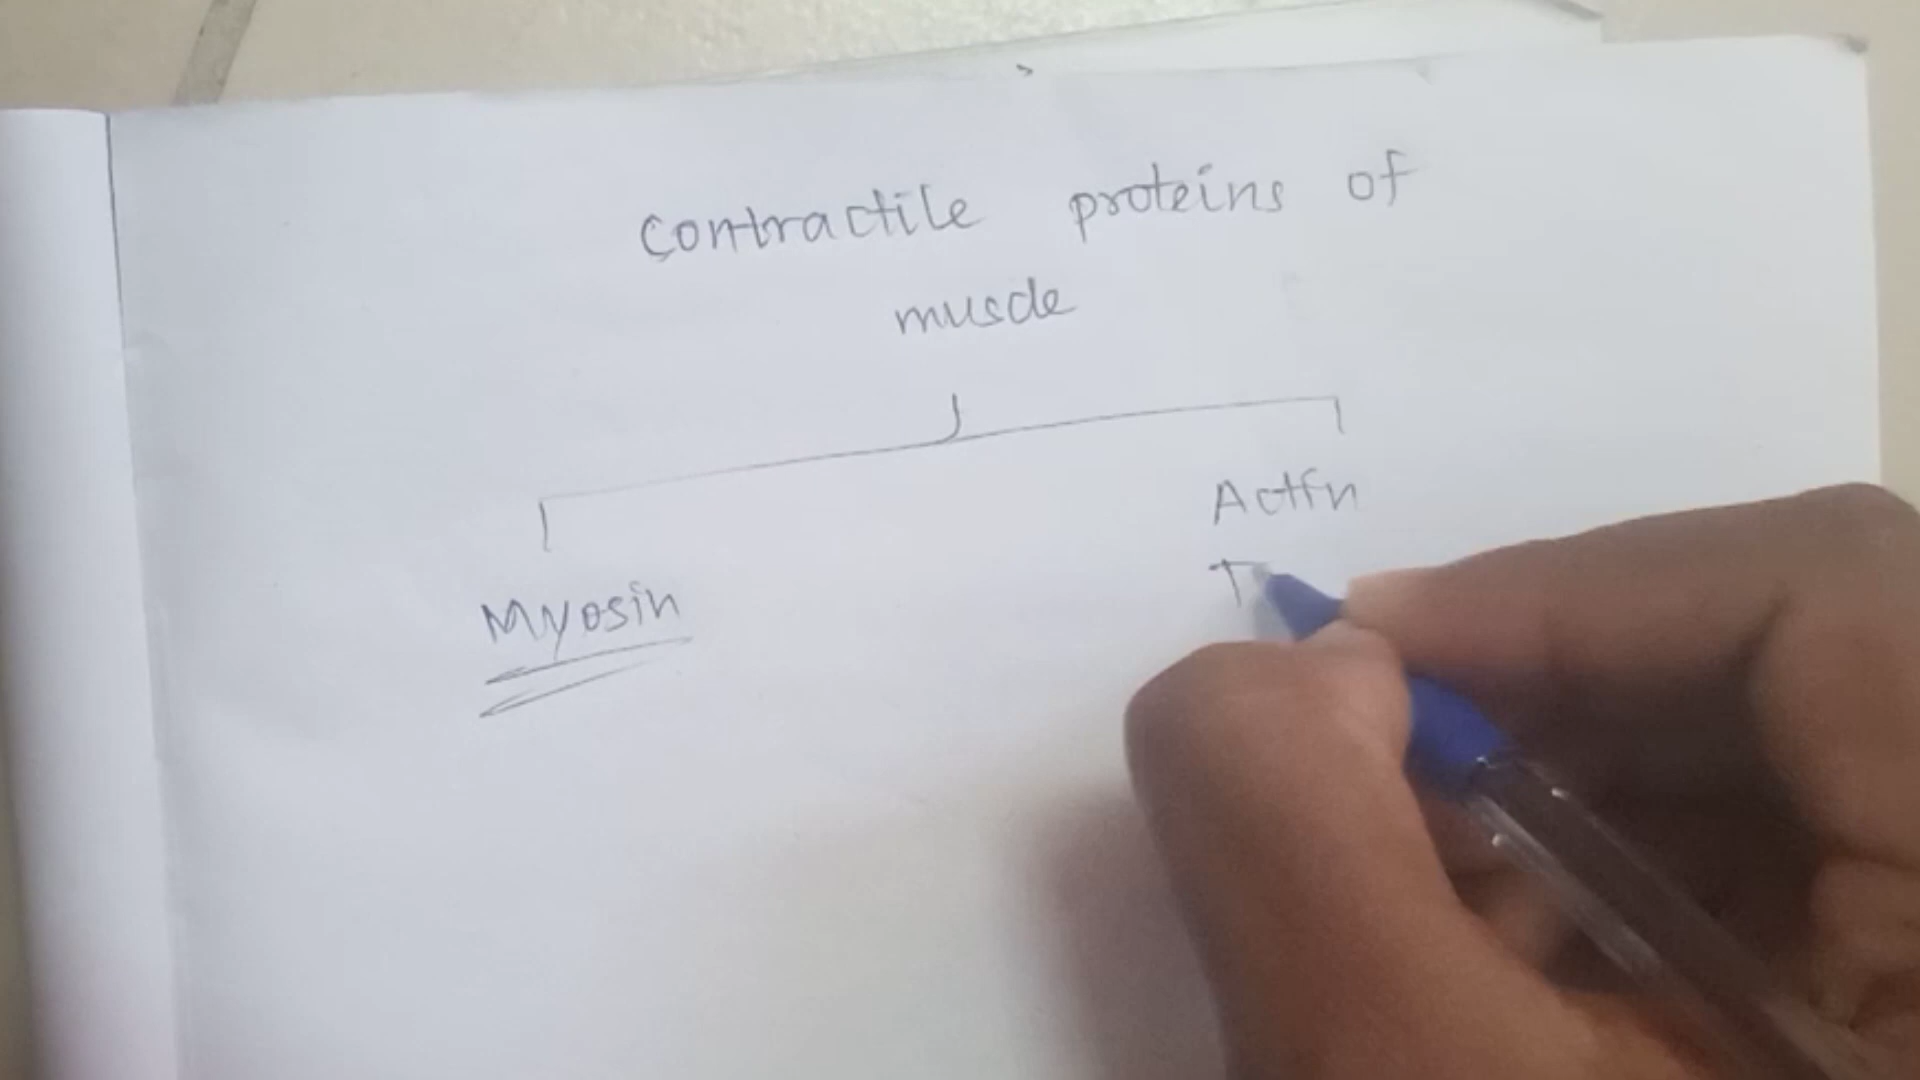 contractile proteins of
muscle
Actin
Myosin
T